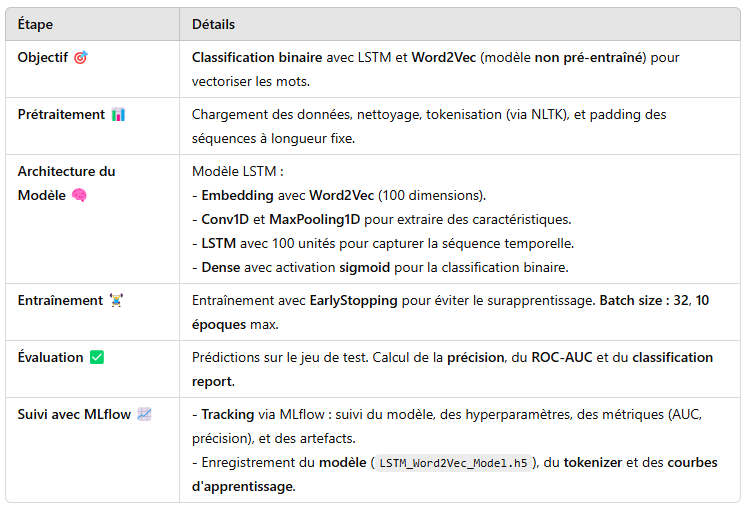 Étape Détails
Objectif 🎯 Classification binaire avec LSTM et Word2Vec (modèle non pré-entraîné) pour
vectoriser les mots.
Prétraitement 📊 Chargement des données, nettoyage, tokenisation (via NLTK), et padding des
séquences à longueur fixe.
Architecture du
Modèle 🧠
Modèle LSTM :
- Embedding avec Word2Vec (100 dimensions).
- Conv1D et MaxPooling1D pour extraire des caractéristiques.
- LSTM avec 100 unités pour capturer la séquence temporelle.
- Dense avec activation sigmoid pour la classification binaire.
Entraînement 🏋️ Entraînement avec EarlyStopping pour éviter le surapprentissage. Batch size : 32, 10
époques max.
Évaluation ✅ Prédictions sur le jeu de test. Calcul de la précision, du ROC-AUC et du classification
report.
Suivi avec MLflow 📈 - Tracking via MLflow : suivi du modèle, des hyperparamètres, des métriques (AUC,
précision), et des artefacts.
- Enregistrement du modèle (LSTM_Word2Vec_Model.h5), du tokenizer et des courbes
d'apprentissage.